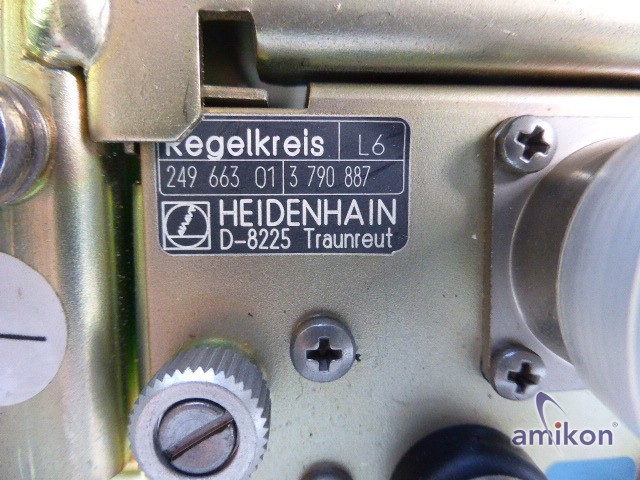 Regelkreis L6
249 663 01 3 790 887
HEIDENHAIN
D-8225 Traunreut
amikon